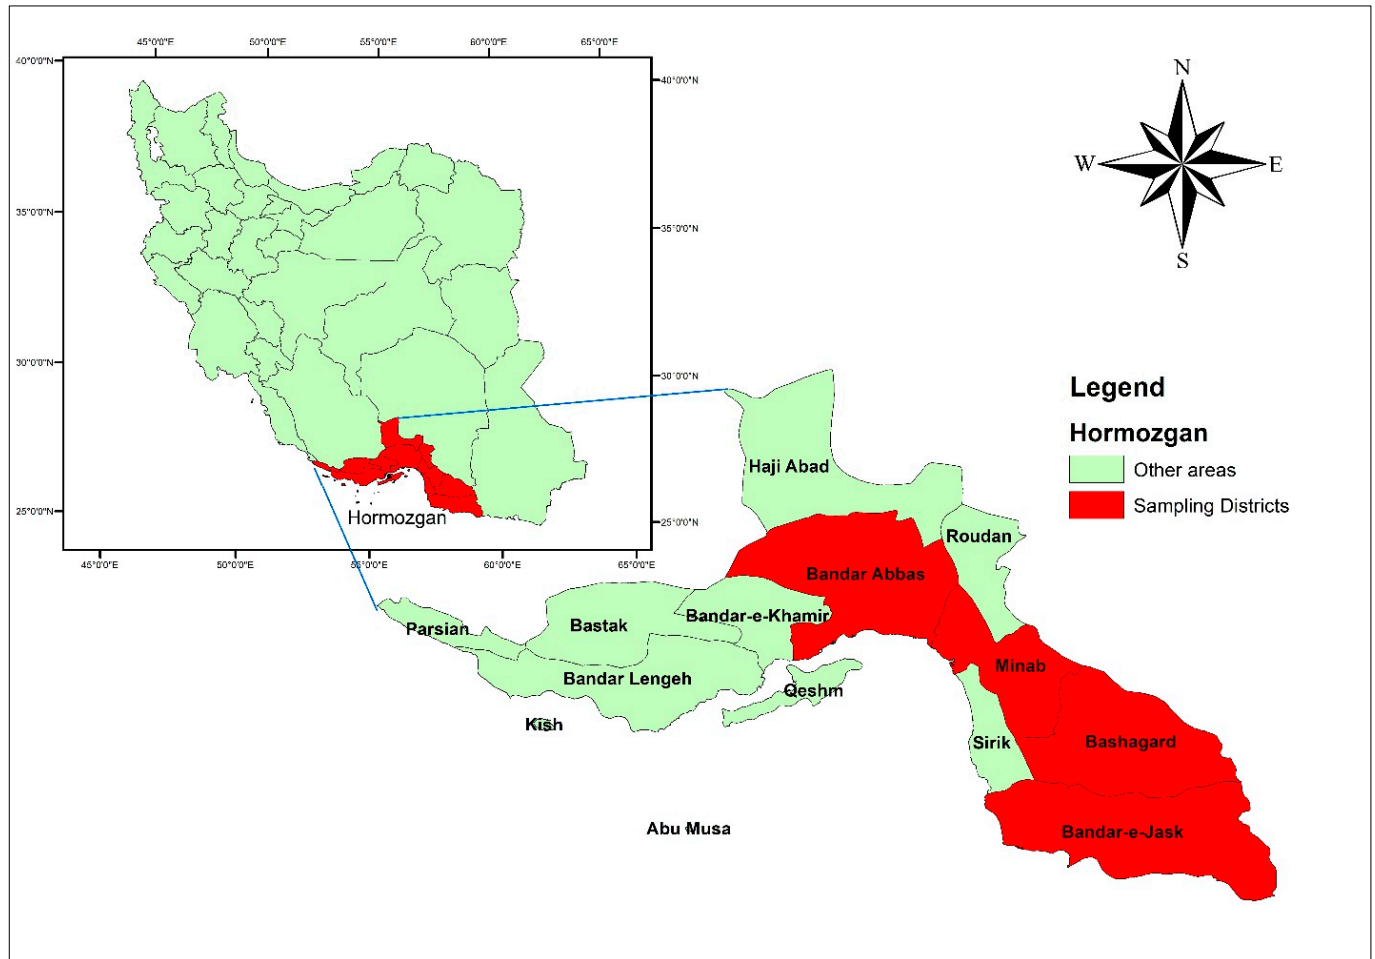 45°0'0"E 50°0'0"E 55°0'0"E 60°0'0"E 65°0'0"E
40°0'0"N
40°0'0"N
35°0'0"N
35°0'0"N
30°0'0"N
30°0'0"N
25°0'0"N
25°0'0"N
Hormozgan
45°0'0"E 50°0'0"E 55°0'0"E 60°0'0"E 65°0'0"E
N
W E
S
Legend
Hormozgan
Other areas
Sampling Districts
Haji Abad
Roudan
Bandar Abbas
Bandar-e-Khamir
Bastak
Parsian
Minab
Bandar Lengeh
Qeshm
Kish
Sirik
Bashagard
Abu Musa
Bandar-e-Jask